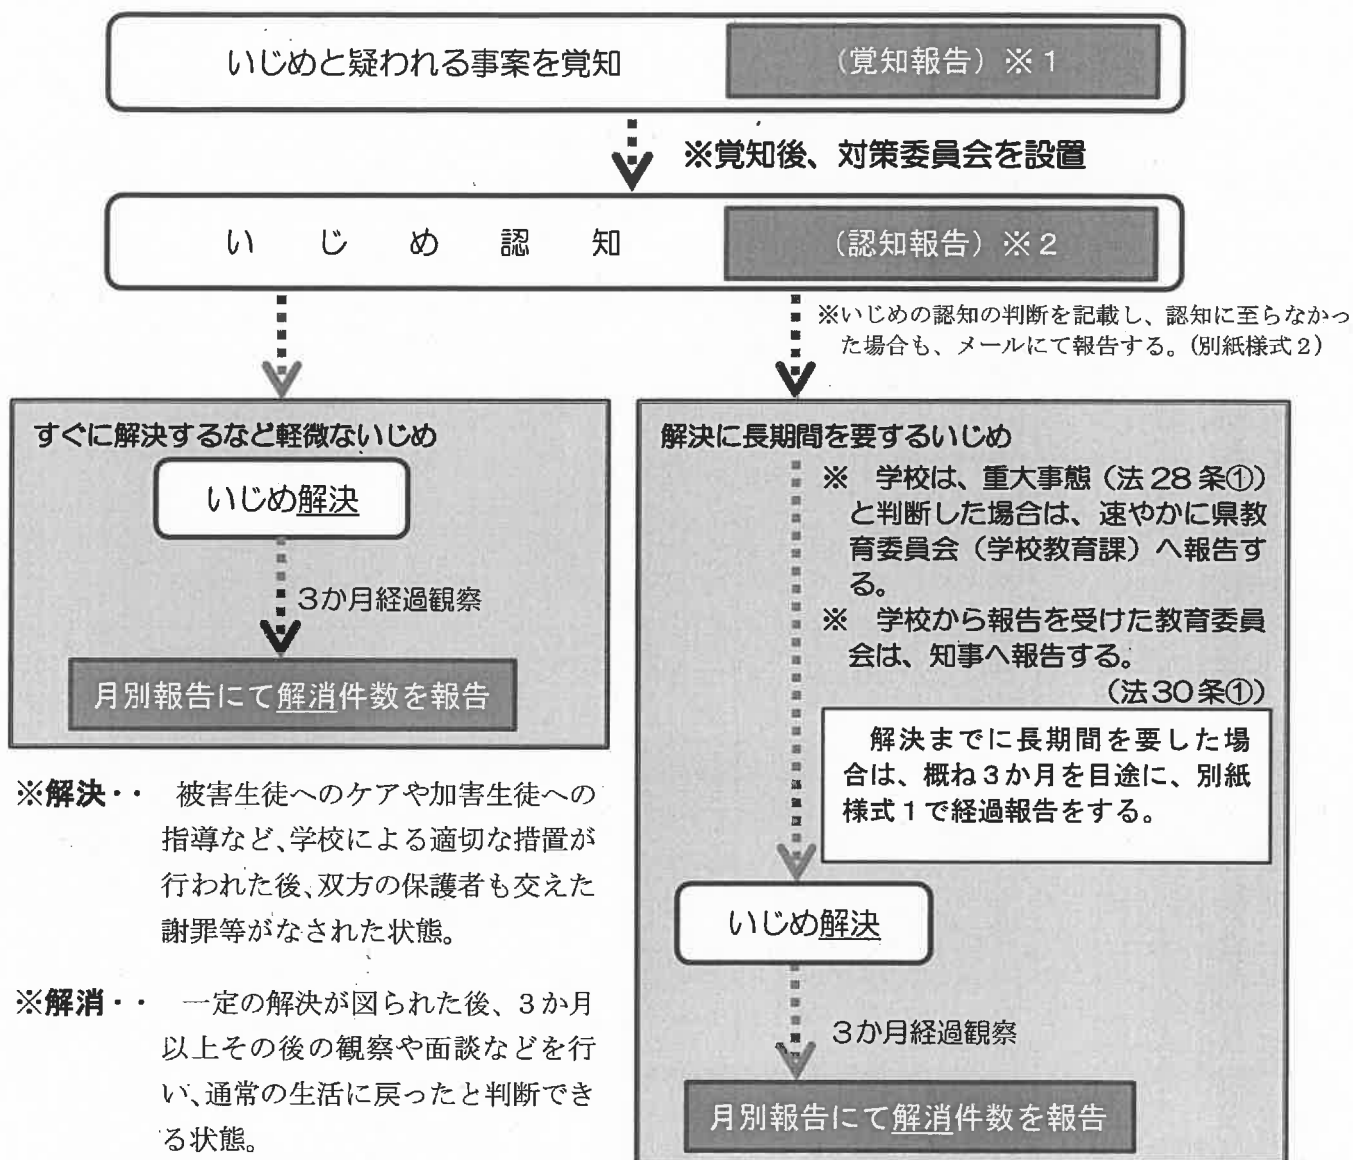 いじめと疑われる事案を覚知 (覚知報告)※1
※覚知後、対策委員会を設置
いじめ認知 (認知報告)※2
※いじめの認知の判断を記載し、認知に至らなかっ
た場合も、メールにて報告する。(別紙様式2)
すぐに解決するなど軽微ないじめ
いじめ解決
3か月経過観察
月別報告にて解消件数を報告
※解決・・ 被害生徒へのケアや加害生徒への
指導など、学校による適切な措置が
行われた後、双方の保護者も交えた
謝罪等がなされた状態。
※解消・・ 一定の解決が図られた後、3か月
以上その後の観察や面談などを行
い、通常の生活に戻ったと判断でき
る状態。
解決に長期間を要するいじめ
※ 学校は、重大事態(法28条①)
と判断した場合は、速やかに県教
育委員会(学校教育課)へ報告す
る。
※ 学校から報告を受けた教育委員
会は、知事へ報告する。
(法30条①)
解決までに長期間を要した場
合は、概ね3か月を目途に、別紙
様式1で経過報告をする。
いじめ解決
3か月経過観察
月別報告にて解消件数を報告